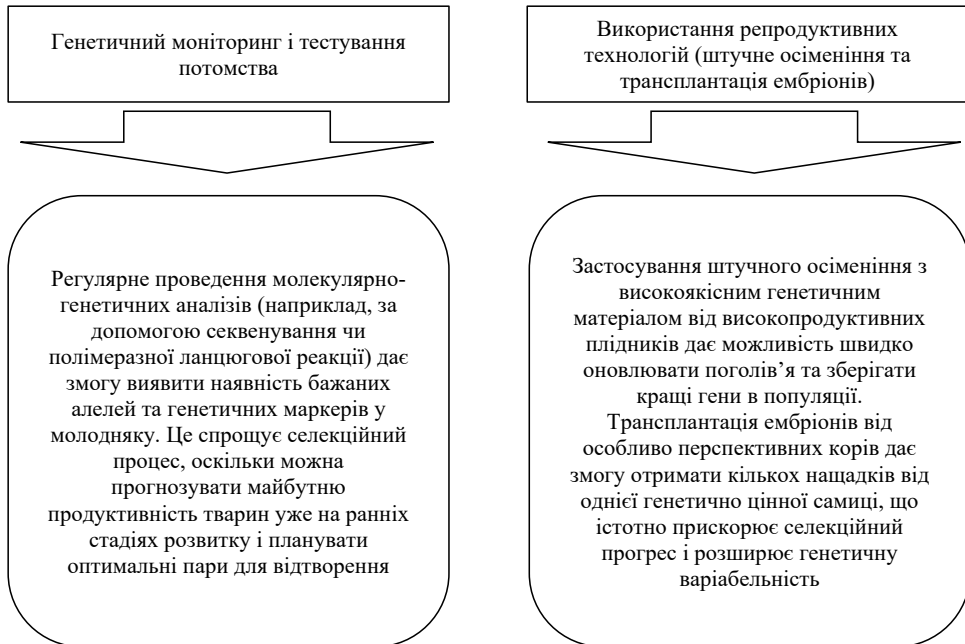 Генетичний моніторинг і тестування
потомства
Використання репродуктивних
технологій (штучне осіменіння та
трансплантація ембріонів)
Регулярне проведення молекулярно-
генетичних аналізів (наприклад, за
допомогою секвенування чи
полімеразної ланцюгової реакції) дає
змогу виявити наявність бажаних
алелей та генетичних маркерів у
молодняку. Це спрощує селекційний
процес, оскільки можна
прогнозувати майбутню
продуктивність тварин уже на ранніх
стадіях розвитку і планувати
оптимальні пари для відтворення
Застосування штучного осіменіння з
високоякісним генетичним
матеріалом від високопродуктивних
плідників дає можливість швидко
оновлювати поголів’я та зберігати
кращі гени в популяції.
Трансплантація ембріонів від
особливо перспективних корів дає
змогу отримати кількох нащадків від
однієї генетично цінної самиці, що
істотно прискорює селекційний
прогрес і розширює генетичну
варіабельність